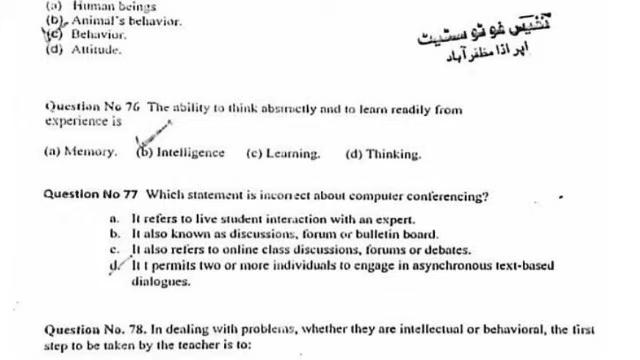 (a) Human beings
(b) Animal's behavior.
(c) Behavior.
(d) Attitude.
نفیس فوٹو سٹیٹ
اپر اڈا مظفرآباد
Question No 76 The ability to think abstractly and to learn readily from
experience is
(a) Memory. (b) Intelligence (c) Learning. (d) Thinking.
Question No 77 Which statement is incorrect about computer conferencing?
a. It refers to live student interaction with an expert.
b. It also known as discussions, forum or bulletin board.
c. It also refers to online class discussions, forums or debates.
d. It t permits two or more individuals to engage in asynchronous text-based
dialogues.
Question No. 78. In dealing with problems, whether they are intellectual or behavioral, the first
step to be taken by the teacher is to: